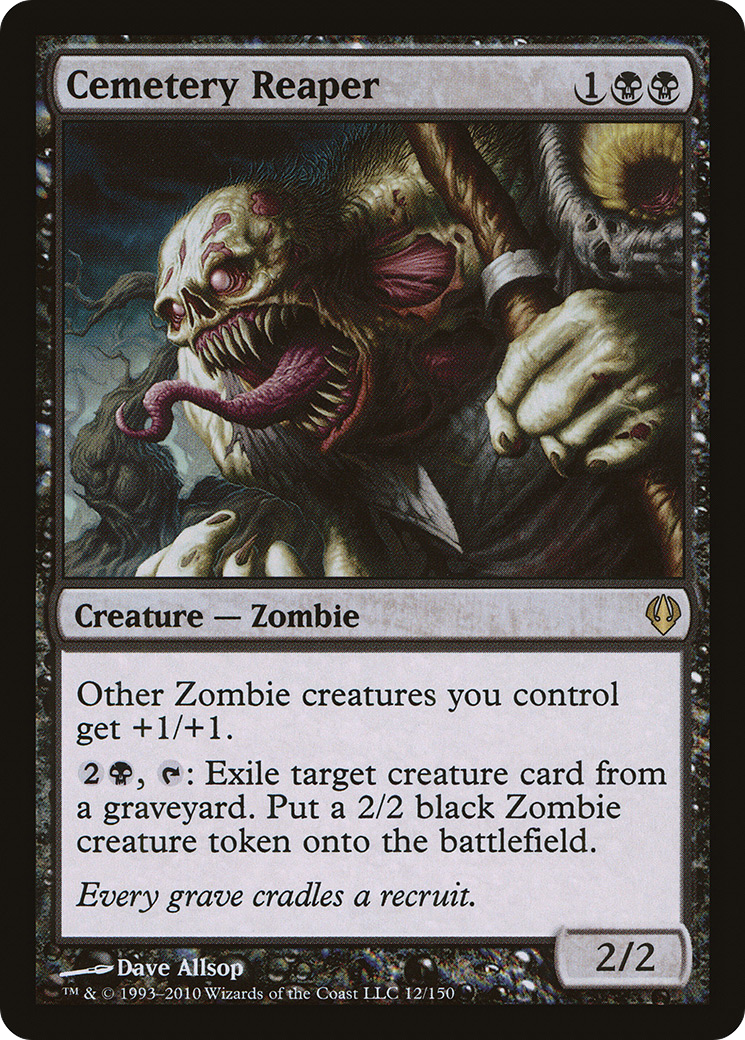 Cemetery Reaper 1
Creature — Zombie
Other Zombie creatures you control
get +1/+1.
2, : Exile target creature card from
a graveyard. Put a 2/2 black Zombie
creature token onto the battlefield.
Every grave cradles a recruit.
2/2
Dave Allsop
™ & © 1993–2010 Wizards of the Coast LLC 12/150